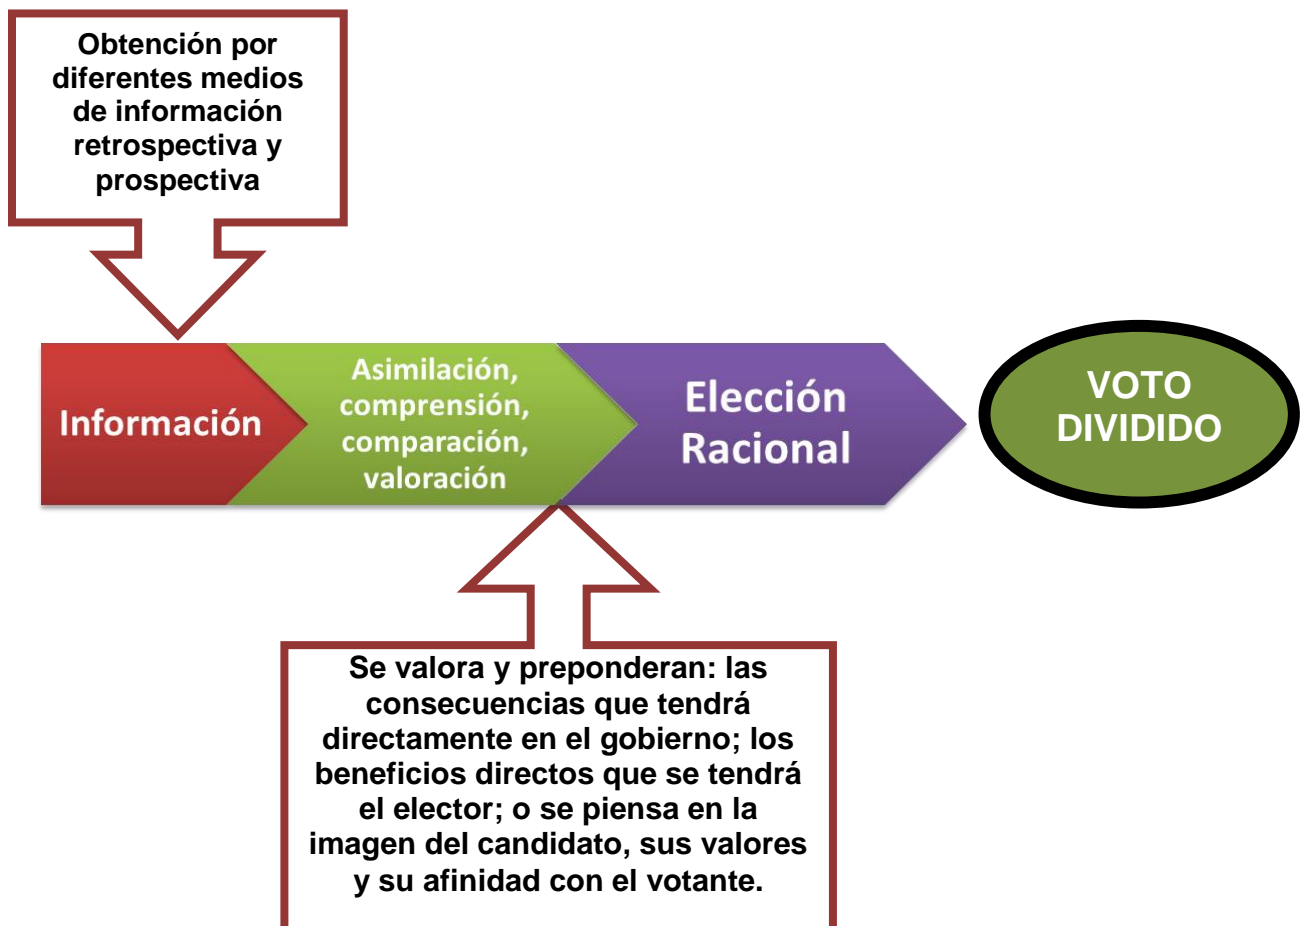 Obtención por
diferentes medios
de información
retrospectiva y
prospectiva
Información
Asimilación,
comprensión,
comparación,
valoración
Elección
Racional
VOTO
DIVIDIDO
Se valora y preponderan: las
consecuencias que tendrá
directamente en el gobierno; los
beneficios directos que se tendrá
el elector; o se piensa en la
imagen del candidato, sus valores
y su afinidad con el votante.